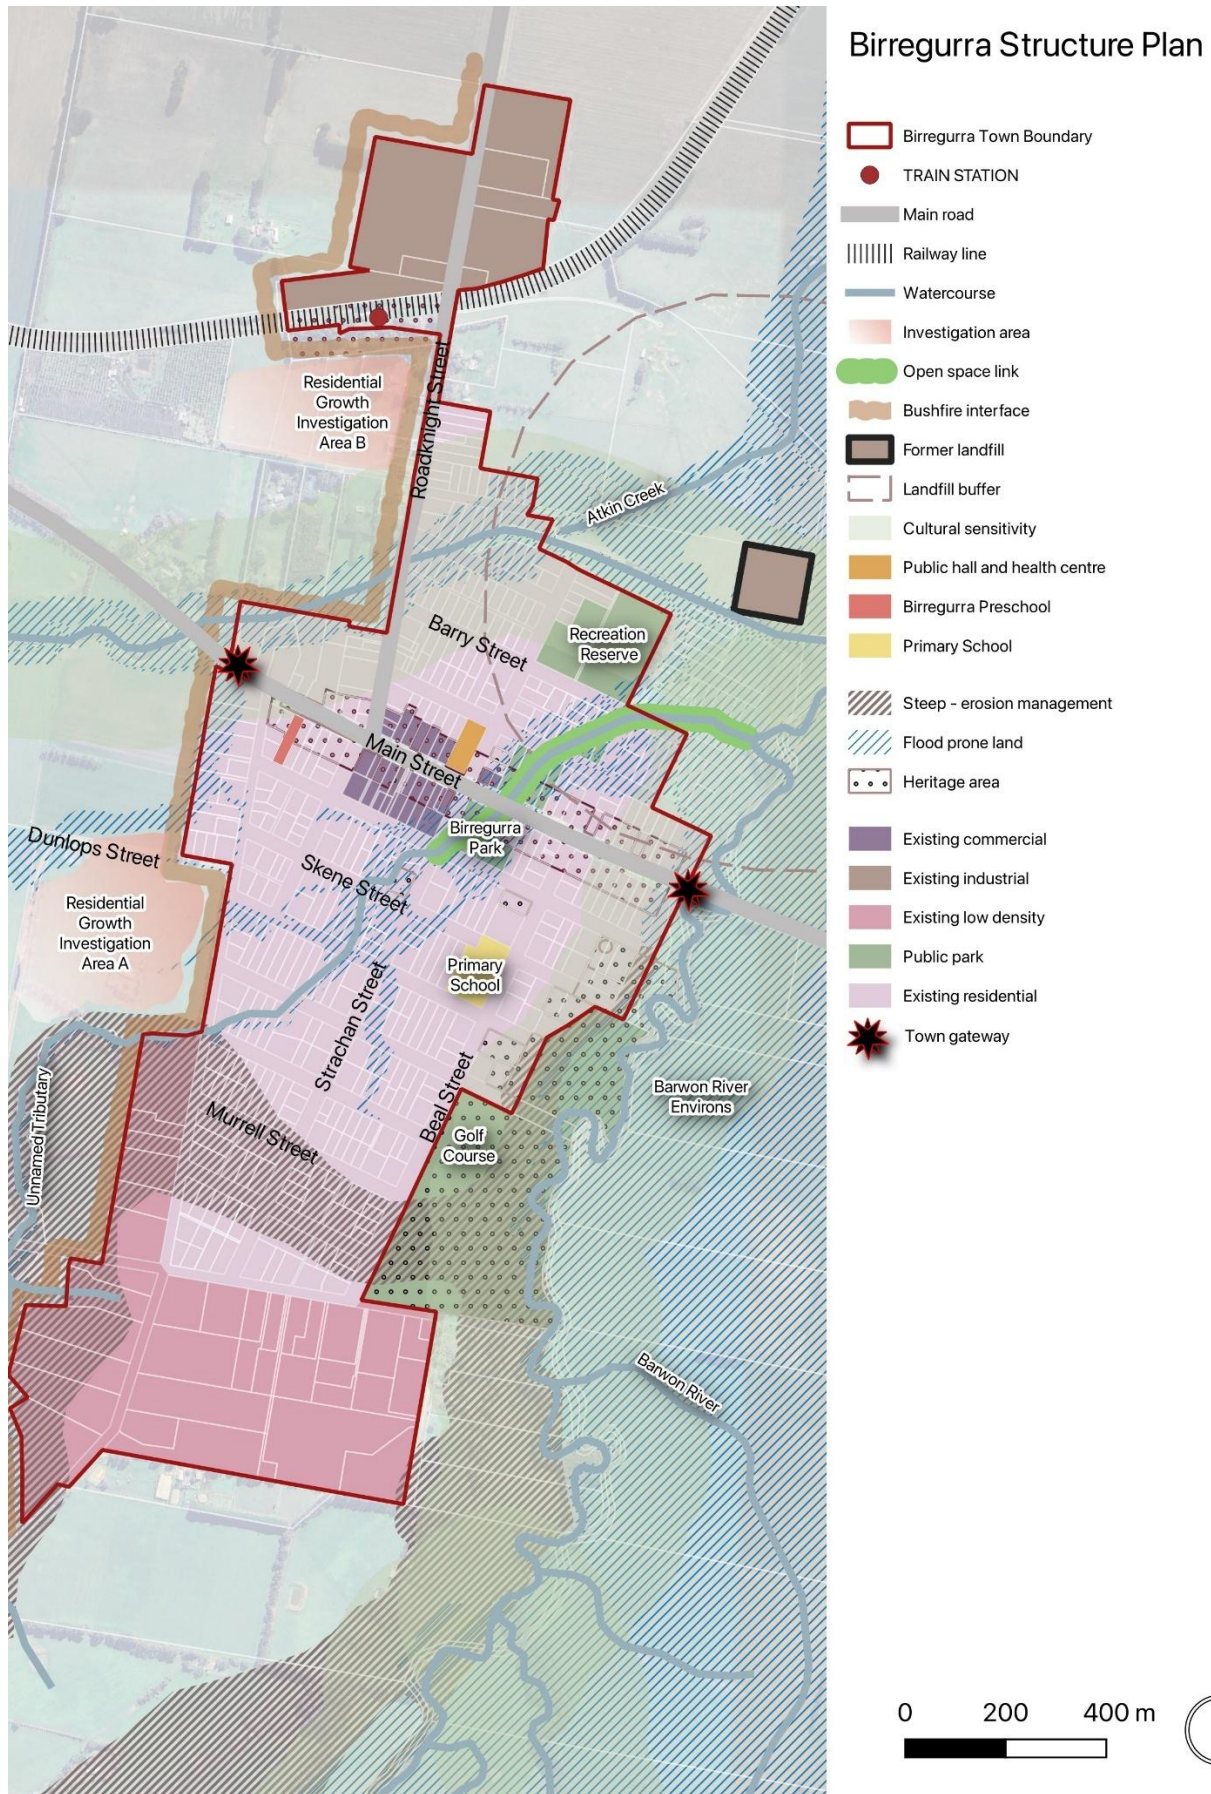 Birregurra Structure Plan
Birregurra Town Boundary
TRAIN STATION
Main road
Railway line
Watercourse
Investigation area
Open space link
Bushfire interface
Former landfill
Landfill buffer
Cultural sensitivity
Public hall and health centre
Birregurra Preschool
Primary School
Steep - erosion management
Flood prone land
Heritage area
Existing commercial
Existing industrial
Existing low density
Public park
Existing residential
Town gateway
0 200 400 m
Residential
Growth
Investigation
Area B
Roadknight Street
Atkin Creek
Barry Street
Recreation
Reserve
Main Street
Birregurra
Park
Dunlops Street
Skene Street
Residential
Growth
Investigation
Area A
Primary
School
Strachan Street
Beal Street
Barwon River
Environs
Murrell Street
Golf
Course
Unnamed Tributary
Barwon River